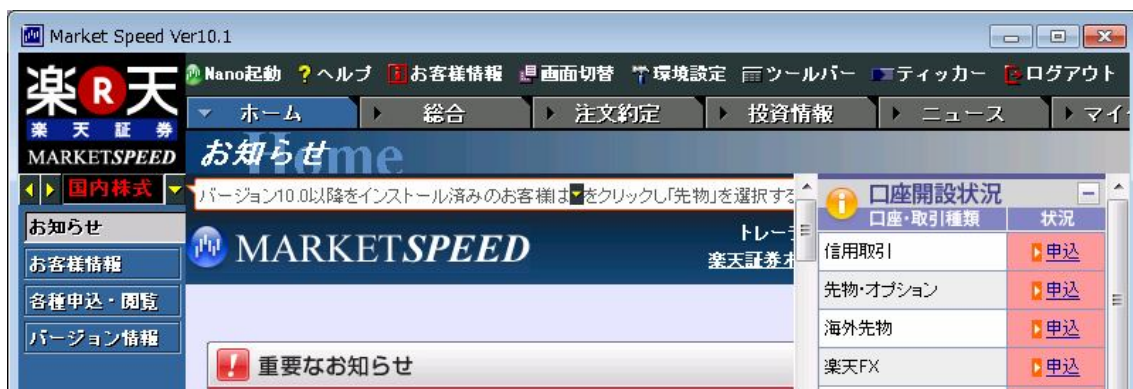 Market Speed Ver10.1
楽R天
楽天証券
MARKETSPEED
Nano起動 ?ヘルプ お客様情報 画面切替 環境設定 ツールバー ティッカー ログアウト
ホーム 総合 注文約定 投資情報 ニュース マイ
Home
お知らせ
国内株式
バージョン10.0以降をインストール済みのお客様は▼をクリックし「先物」を選択する
お知らせ
お客様情報
各種申込・閲覧
バージョン情報
MARKETSPEED
トレー
楽天証券ホ
! 重要なお知らせ
i 口座開設状況
口座・取引種類 状況
信用取引 申込
先物・オプション 申込
海外先物 申込
楽天FX 申込